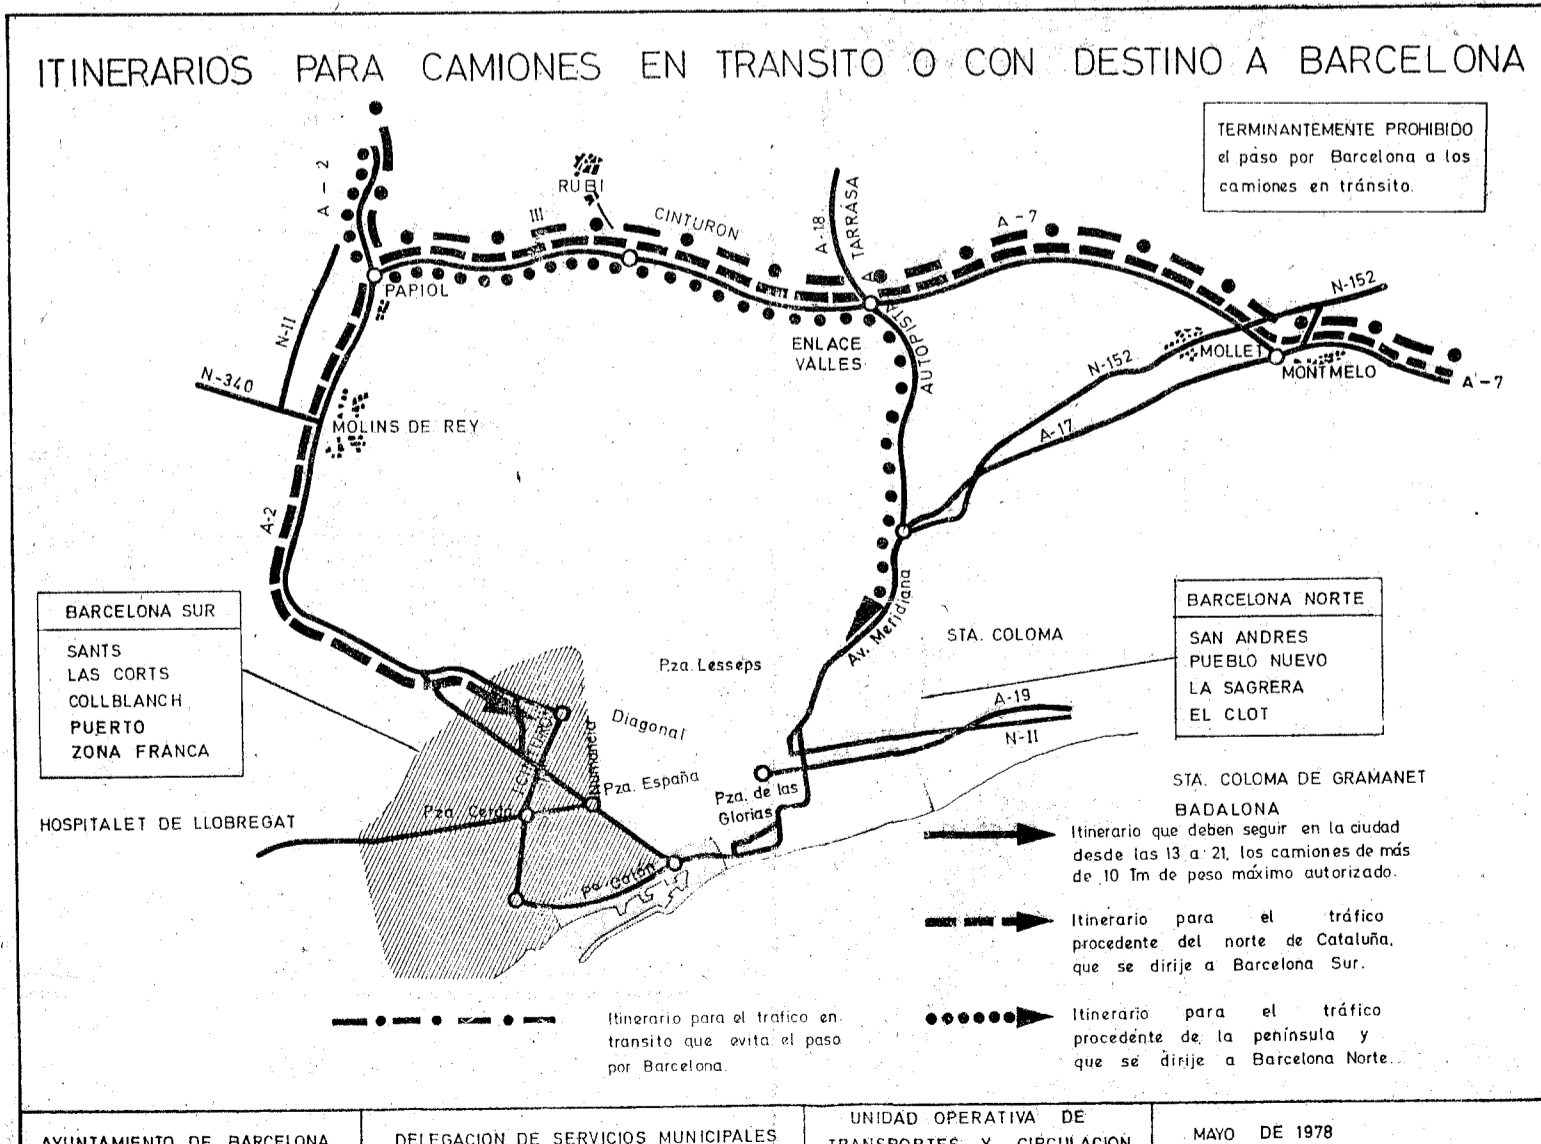 ITINERARIOS PARA CAMIONES EN TRANSITO O CON DESTINO A BARCELONA
TERMINANTEMENTE PROHIBIDO
el paso por Barcelona a los
camiones en tránsito.
A-2
RUBI
III CINTURON
A-18
TARRASA
A-7
N-152
PAPIOL
N-II
ENLACE
VALLES
AUTOPISTA A
MOLLET
MONTMELO
A-7
N-152
N-340
MOLINS DE REY
A-17
A-2
BARCELONA SUR
SANTS
LAS CORTS
COLLBLANCH
PUERTO
ZONA FRANCA
Av. Meridiana
STA. COLOMA
BARCELONA NORTE
SAN ANDRES
PUEBLO NUEVO
LA SAGRERA
EL CLOT
Pza. Lesseps
A-19
N-II
Diagonal
Numancia
Pza. España
Pza. Cerdá
Pza. de las
Glorias
Pº Colón
HOSPITALET DE LLOBREGAT
STA. COLOMA DE GRAMANET
BADALONA
Itinerario que deben seguir en la ciudad
desde las 13 a 21, los camiones de más
de 10 Tm de peso máximo autorizado.
Itinerario para el tráfico
procedente del norte de Cataluña,
que se dirije a Barcelona Sur.
Itinerario para el tráfico en
transito que evita el paso
por Barcelona.
Itinerario para el tráfico
procedente de la península y
que se dirije a Barcelona Norte.
AYUNTAMIENTO DE BARCELONA
DELEGACION DE SERVICIOS MUNICIPALES
UNIDAD OPERATIVA DE
TRANSPORTES Y CIRCULACION
MAYO DE 1978